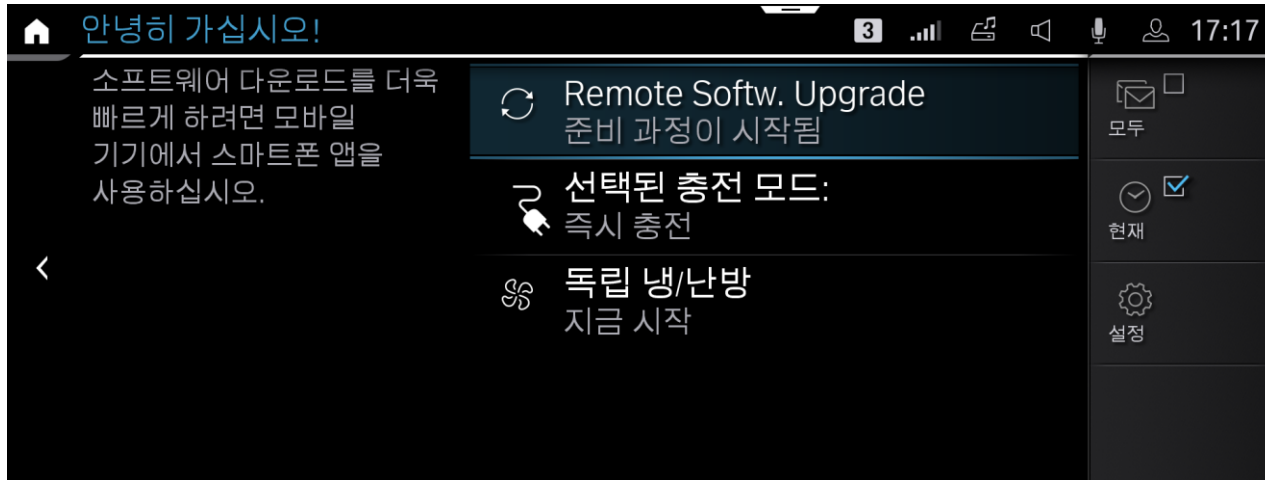 안녕히 가십시오!
3
17:17
소프트웨어 다운로드를 더욱
빠르게 하려면 모바일
기기에서 스마트폰 앱을
사용하십시오.
Remote Softw. Upgrade
준비 과정이 시작됨
선택된 충전 모드:
즉시 충전
독립 냉/난방
지금 시작
모두
현재
설정